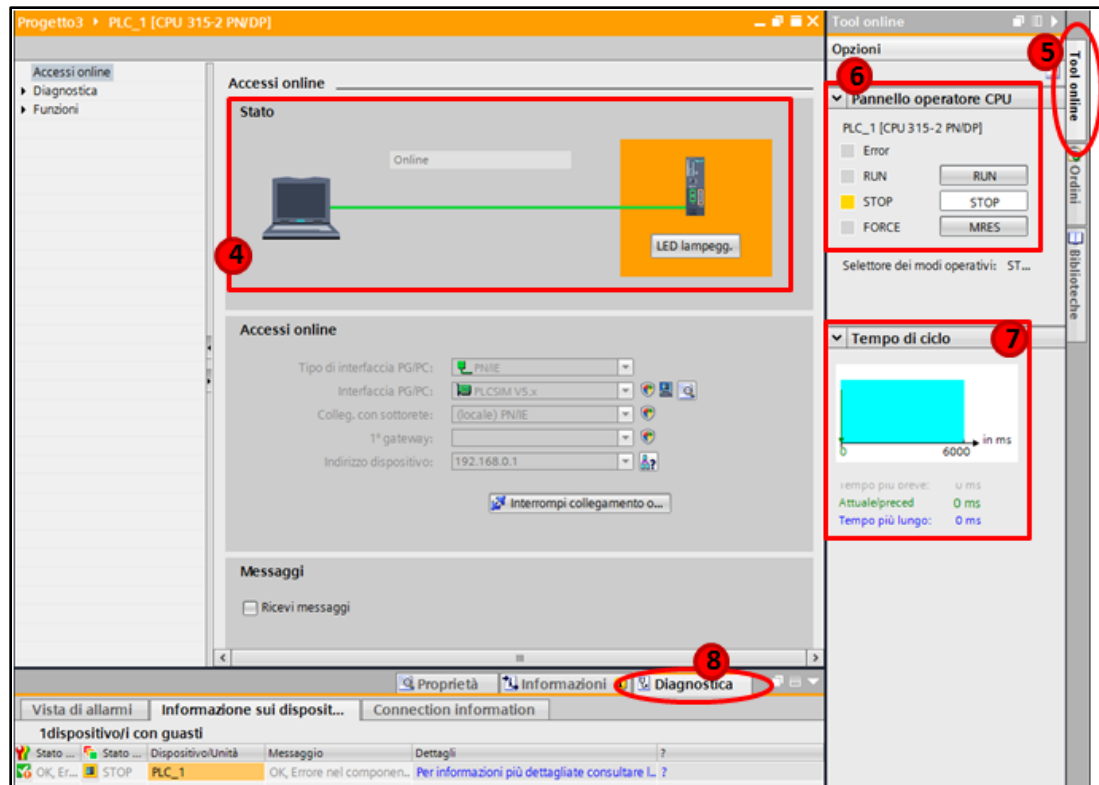 Progetto3 ▸ PLC_1 [CPU 315-2 PN/DP]
Accessi online
Diagnostica
Funzioni
Accessi online
Stato
Online
LED lampegg.
4
Accessi online
Tipo di interfaccia PG/PC: PN/IE
Interfaccia PG/PC: PLCSIM V5.x
Colleg. con sottorete: (locale) PN/IE
1° gateway:
Indirizzo dispositivo: 192.168.0.1
Interrompi collegamento o...
Messaggi
Ricevi messaggi
Tool online
Opzioni
5
6
Pannello operatore CPU
PLC_1 [CPU 315-2 PN/DP]
Error
RUN RUN
STOP STOP
FORCE MRES
Selettore dei modi operativi: ST...
Tempo di ciclo
7
0 6000 in ms
Tempo più breve: 0 ms
Attuale/preced 0 ms
Tempo più lungo: 0 ms
Tool online
Ordini
Biblioteche
8
Proprietà Informazioni Diagnostica
Vista di allarmi Informazione sui disposit... Connection information
1dispositivo/i con guasti
Stato ... Stato ... Dispositivo/Unità Messaggio Dettagli ?
OK, Er... STOP PLC_1 OK, Errore nel componen... Per informazioni più dettagliate consultare l... ?